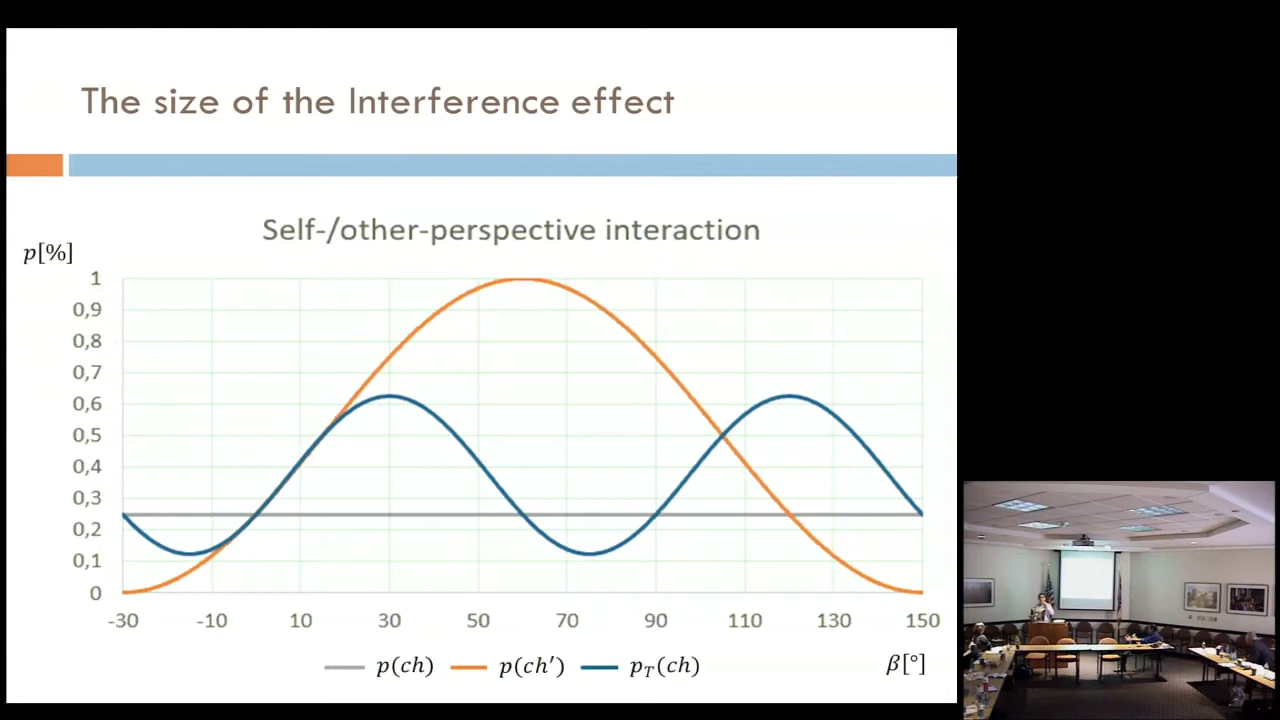 The size of the Interference effect
Self-/other-perspective interaction
p[%]
1
0,9
0,8
0,7
0,6
0,5
0,4
0,3
0,2
0,1
0
-30 -10 10 30 50 70 90 110 130 150
p(ch) p(ch′) p_T(ch) β[°]